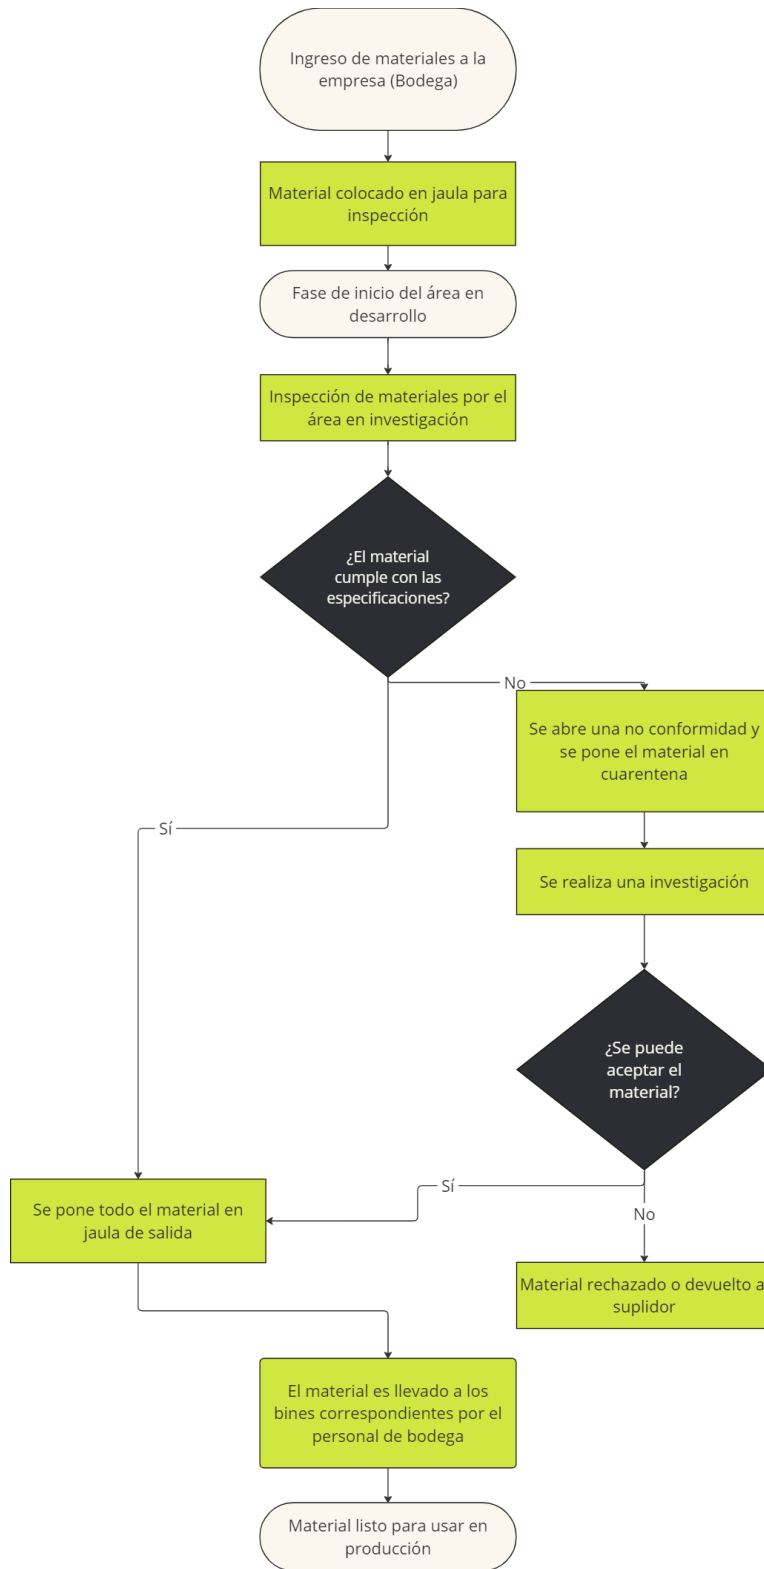 Ingreso de materiales a la
empresa (Bodega)
Material colocado en jaula para
inspección
Fase de inicio del área en
desarrollo
Inspección de materiales por el
área en investigación
¿El material
cumple con las
especificaciones?
No
Se abre una no conformidad y
se pone el material en
cuarentena
Sí
Se realiza una investigación
¿Se puede
aceptar el
material?
Sí
No
Se pone todo el material en
jaula de salida
Material rechazado o devuelto a
suplidor
El material es llevado a los
bines correspondientes por el
personal de bodega
Material listo para usar en
producción